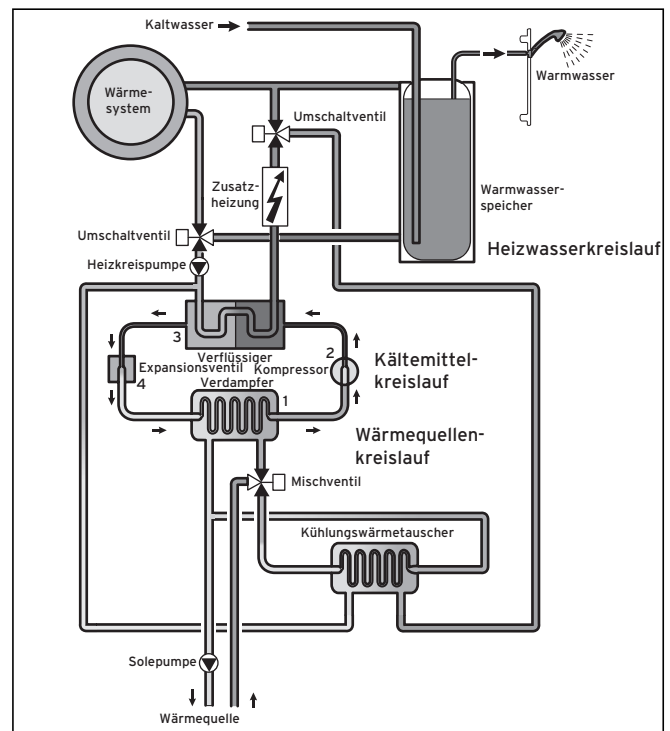 Kaltwasser
Wärme-
system
Warmwasser
Umschaltventil
Zusatz-
heizung
Warmwasser-
speicher
Umschaltventil
Heizwasserkreislauf
Heizkreispumpe
3
Verflüssiger
2
Expansionsventil
Kompressor
4
Verdampfer
1
Kältemittel-
kreislauf
Wärmequellen-
kreislauf
Mischventil
Kühlungswärmetauscher
Solepumpe
Wärmequelle